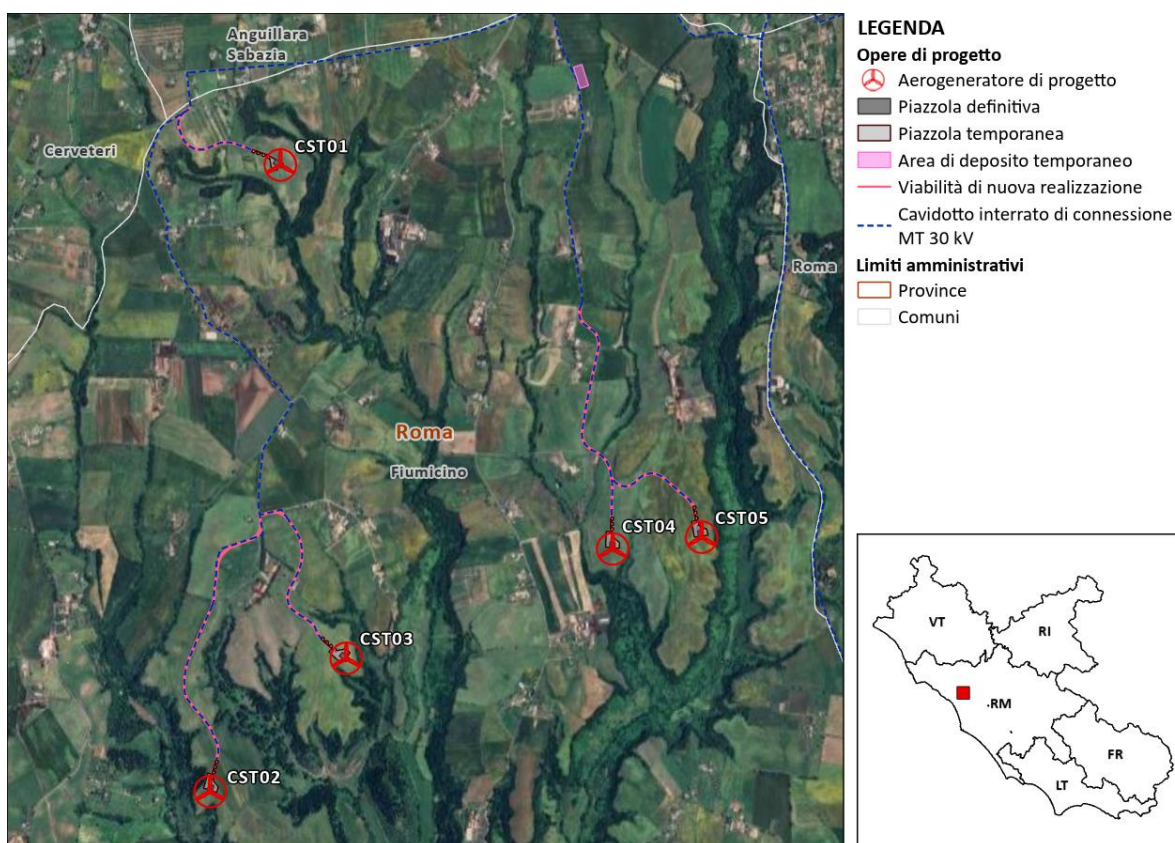 Anguillara
Sabazia
Cerveteri
CST01
Roma
Roma
Fiumicino
CST04
CST05
CST03
CST02
LEGENDA
Opere di progetto
Aerogeneratore di progetto
Piazzola definitiva
Piazzola temporanea
Area di deposito temporaneo
Viabilità di nuova realizzazione
Cavidotto interrato di connessione
MT 30 kV
Limiti amministrativi
Province
Comuni
VT
RI
RM
FR
LT